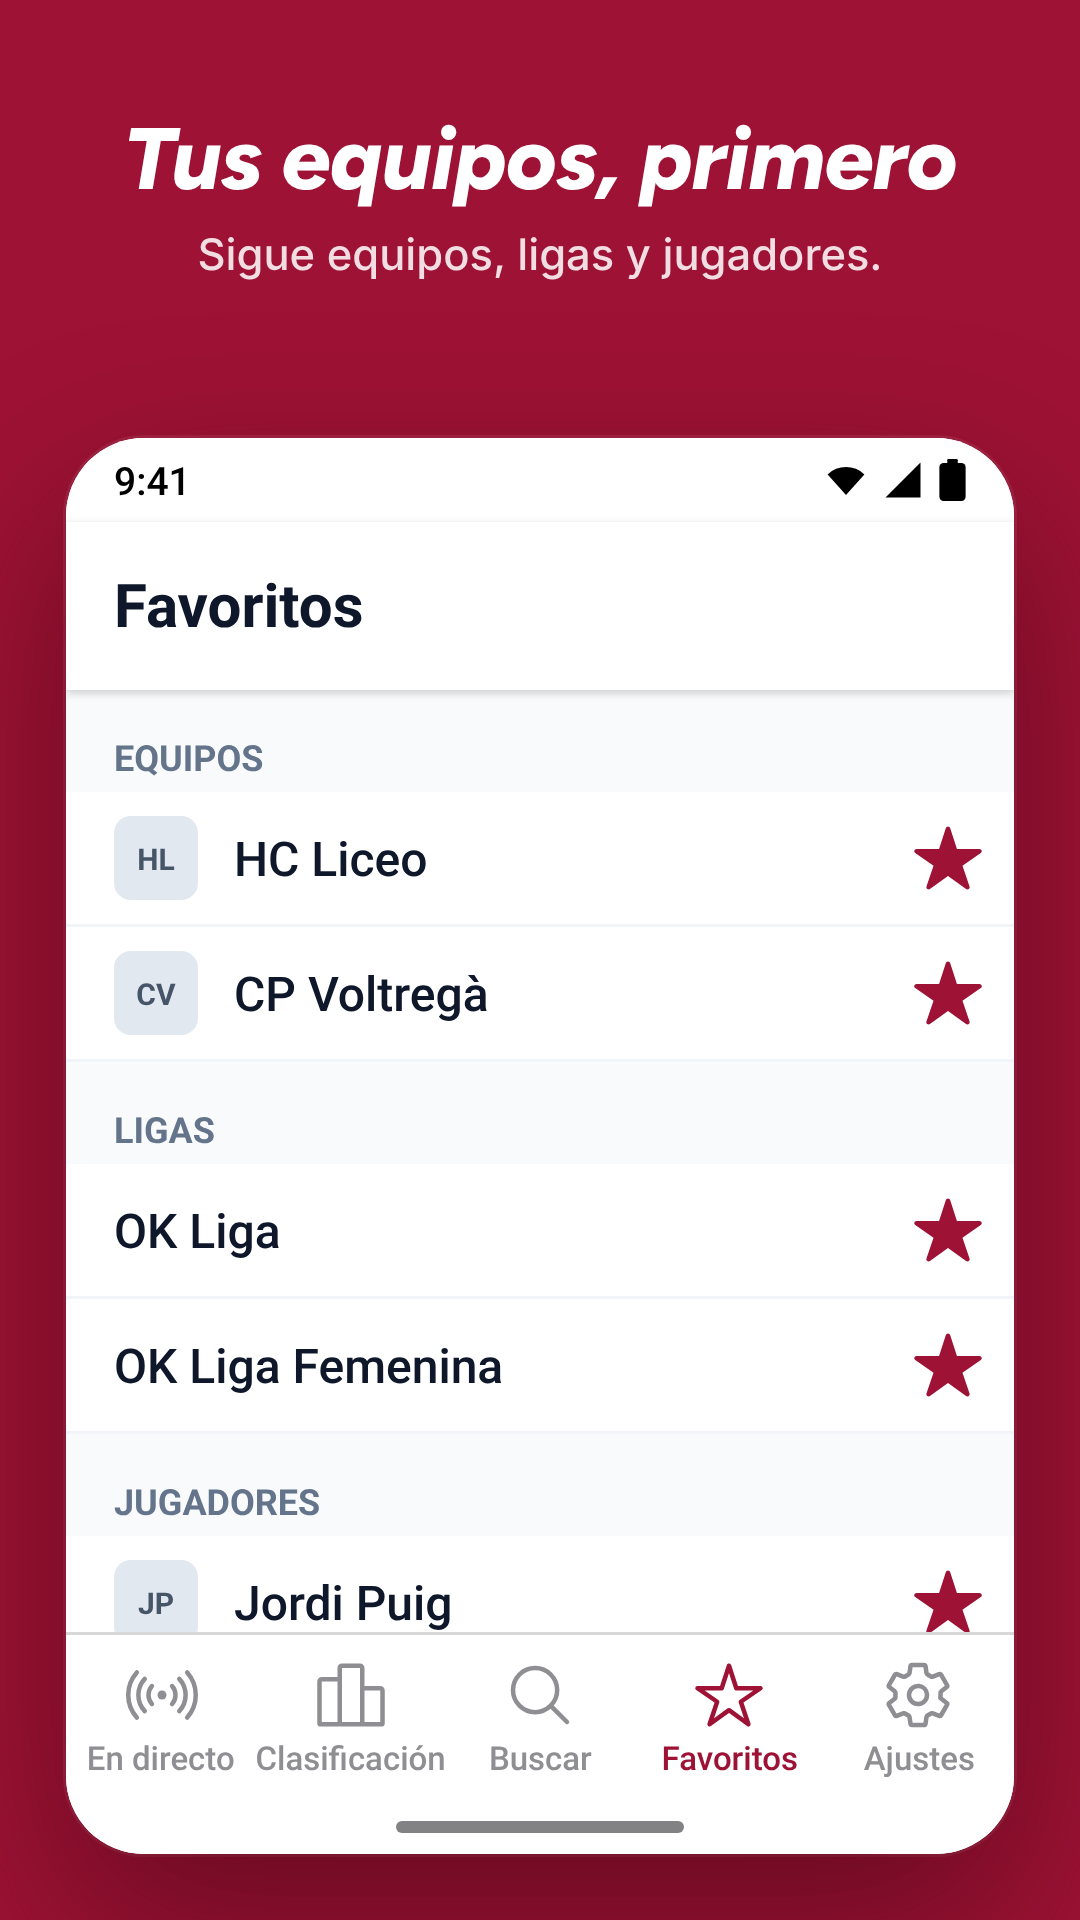 Tus equipos, primero
Sigue equipos, ligas y jugadores.
9:41
Favoritos
EQUIPOS
HL HC Liceo
CV CP Voltregà
LIGAS
OK Liga
OK Liga Femenina
JUGADORES
JP Jordi Puig
En directo Clasificación Buscar Favoritos Ajustes